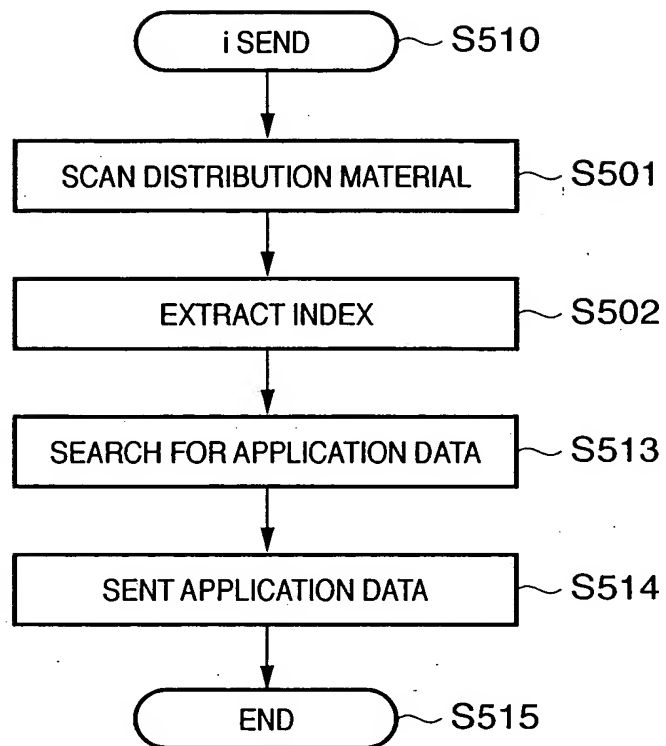 i SEND S510
SCAN DISTRIBUTION MATERIAL S501
EXTRACT INDEX S502
SEARCH FOR APPLICATION DATA S513
SENT APPLICATION DATA S514
END S515